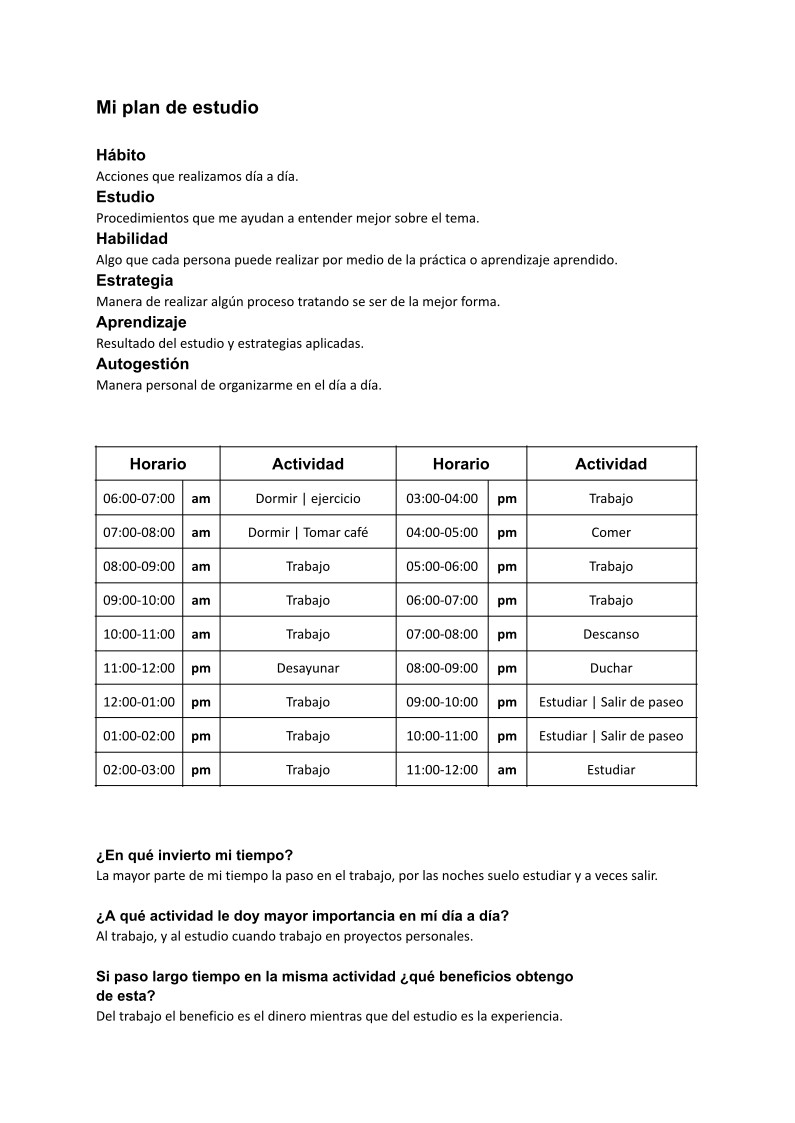 Mi plan de estudio
Hábito
Acciones que realizamos día a día.
Estudio
Procedimientos que me ayudan a entender mejor sobre el tema.
Habilidad
Algo que cada persona puede realizar por medio de la práctica o aprendizaje aprendido.
Estrategia
Manera de realizar algún proceso tratando se ser de la mejor forma.
Aprendizaje
Resultado del estudio y estrategias aplicadas.
Autogestión
Manera personal de organizarme en el día a día.
Horario Actividad Horario Actividad
06:00-07:00 am Dormir | ejercicio 03:00-04:00 pm Trabajo
07:00-08:00 am Dormir | Tomar café 04:00-05:00 pm Comer
08:00-09:00 am Trabajo 05:00-06:00 pm Trabajo
09:00-10:00 am Trabajo 06:00-07:00 pm Trabajo
10:00-11:00 am Trabajo 07:00-08:00 pm Descanso
11:00-12:00 pm Desayunar 08:00-09:00 pm Duchar
12:00-01:00 pm Trabajo 09:00-10:00 pm Estudiar | Salir de paseo
01:00-02:00 pm Trabajo 10:00-11:00 pm Estudiar | Salir de paseo
02:00-03:00 pm Trabajo 11:00-12:00 am Estudiar
¿En qué invierto mi tiempo?
La mayor parte de mi tiempo la paso en el trabajo, por las noches suelo estudiar y a veces salir.
¿A qué actividad le doy mayor importancia en mí día a día?
Al trabajo, y al estudio cuando trabajo en proyectos personales.
Si paso largo tiempo en la misma actividad ¿qué beneficios obtengo
de esta?
Del trabajo el beneficio es el dinero mientras que del estudio es la experiencia.